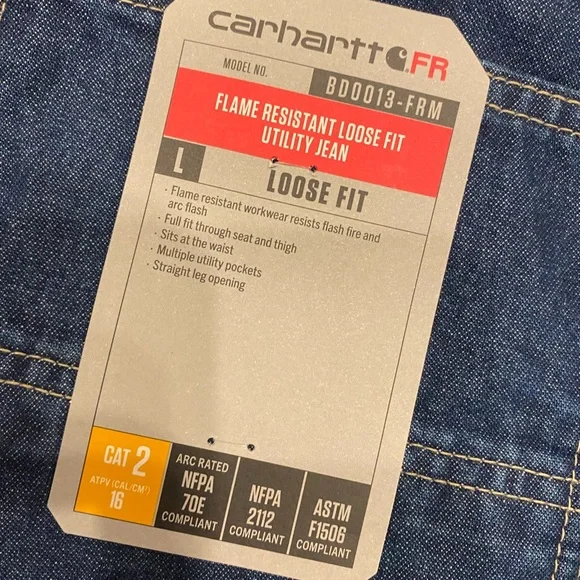 carhartt FR
MODEL NO. BD0013-FRM
FLAME RESISTANT LOOSE FIT
UTILITY JEAN
L LOOSE FIT
· Flame resistant workwear resists flash fire and
arc flash
· Full fit through seat and thigh
· Sits at the waist
· Multiple utility pockets
· Straight leg opening
CAT 2
ATPV (CAL/CM²)
16
ARC RATED
NFPA
70E
COMPLIANT
NFPA
2112
COMPLIANT
ASTM
F1506
COMPLIANT